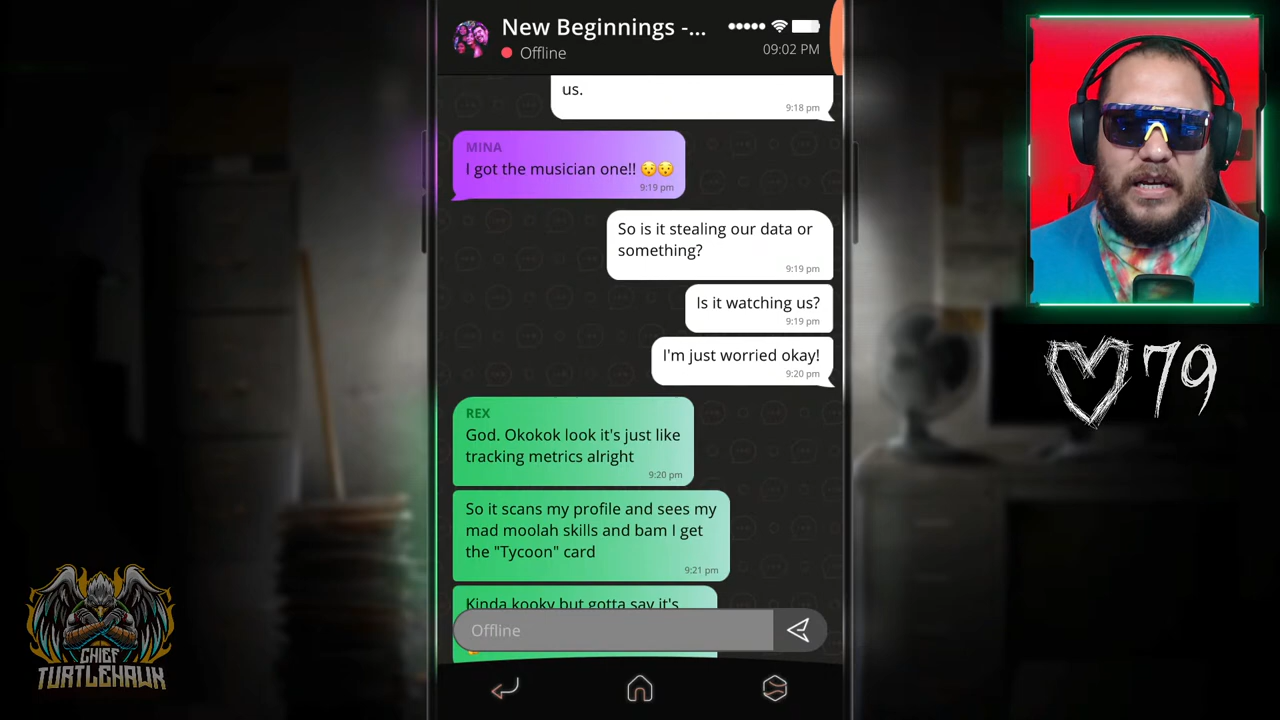 New Beginnings -...
Offline
09:02 PM
us.
9:18 pm
MINA
I got the musician one!! 😏😏
9:19 pm
So is it stealing our data or
something?
9:19 pm
Is it watching us?
9:19 pm
I'm just worried okay!
9:20 pm
REX
God. Okokok look it's just like
tracking metrics alright
9:20 pm
So it scans my profile and sees my
mad moolah skills and bam I get
the "Tycoon" card
9:21 pm
Kinda kooky but gotta say it's
Offline
79
CHIEF
TURTLEHAWK